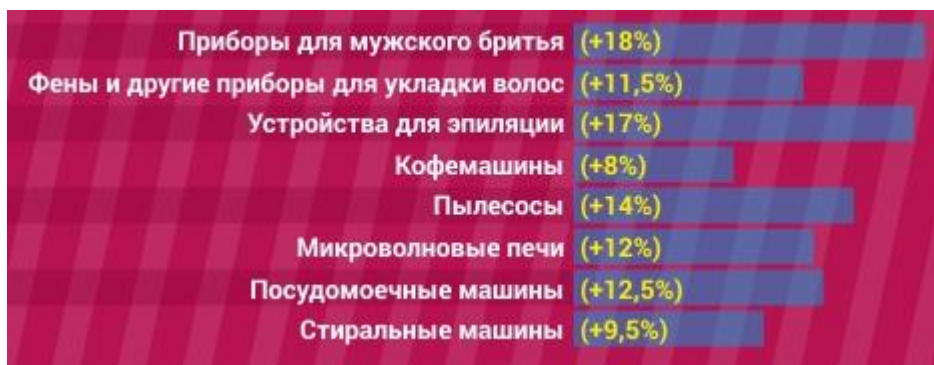 Приборы для мужского бритья (+18%)
Фены и другие приборы для укладки волос (+11,5%)
Устройства для эпиляции (+17%)
Кофемашины (+8%)
Пылесосы (+14%)
Микроволновые печи (+12%)
Посудомоечные машины (+12,5%)
Стиральные машины (+9,5%)